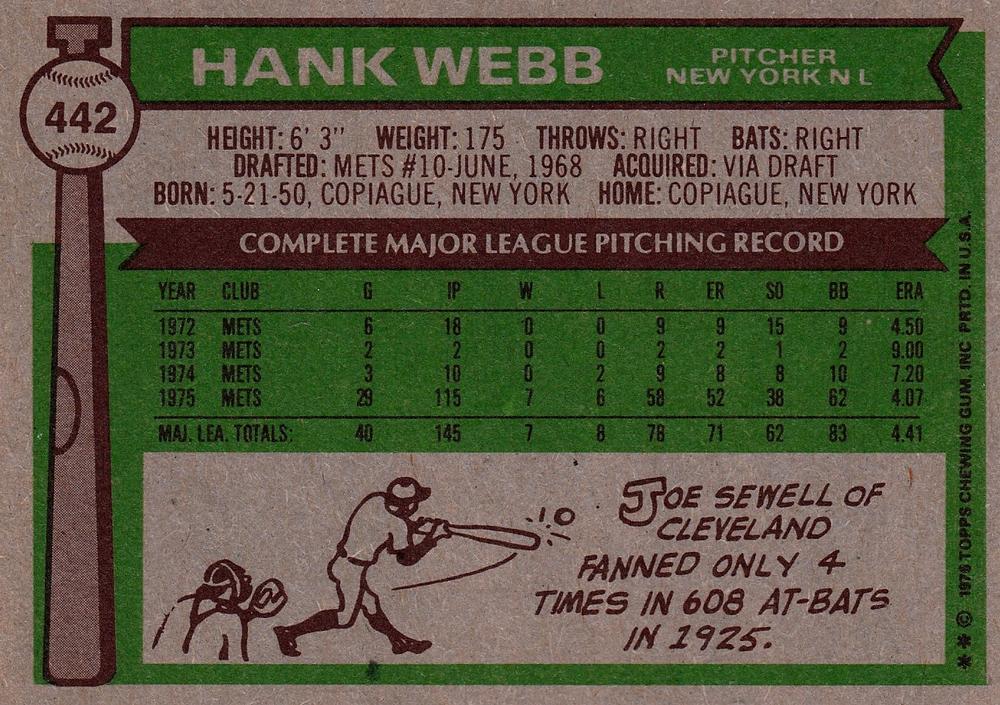 442
HANK WEBB
PITCHER
NEW YORK N L
HEIGHT: 6' 3" WEIGHT: 175 THROWS: RIGHT BATS: RIGHT
DRAFTED: METS #10-JUNE, 1968 ACQUIRED: VIA DRAFT
BORN: 5-21-50, COPIAGUE, NEW YORK HOME: COPIAGUE, NEW YORK
COMPLETE MAJOR LEAGUE PITCHING RECORD
YEAR CLUB G IP W L R ER SO BB ERA
1972 METS 6 18 0 0 9 9 15 9 4.50
1973 METS 2 2 0 0 2 2 1 2 9.00
1974 METS 3 10 0 2 9 8 8 10 7.20
1975 METS 29 115 7 6 58 52 38 62 4.07
MAJ. LEA. TOTALS: 40 145 7 8 78 71 62 83 4.41
JOE SEWELL OF
CLEVELAND
FANNED ONLY 4
TIMES IN 608 AT-BATS
IN 1925.
* * © 1976 TOPPS CHEWING GUM, INC PRTD. IN U.S.A.